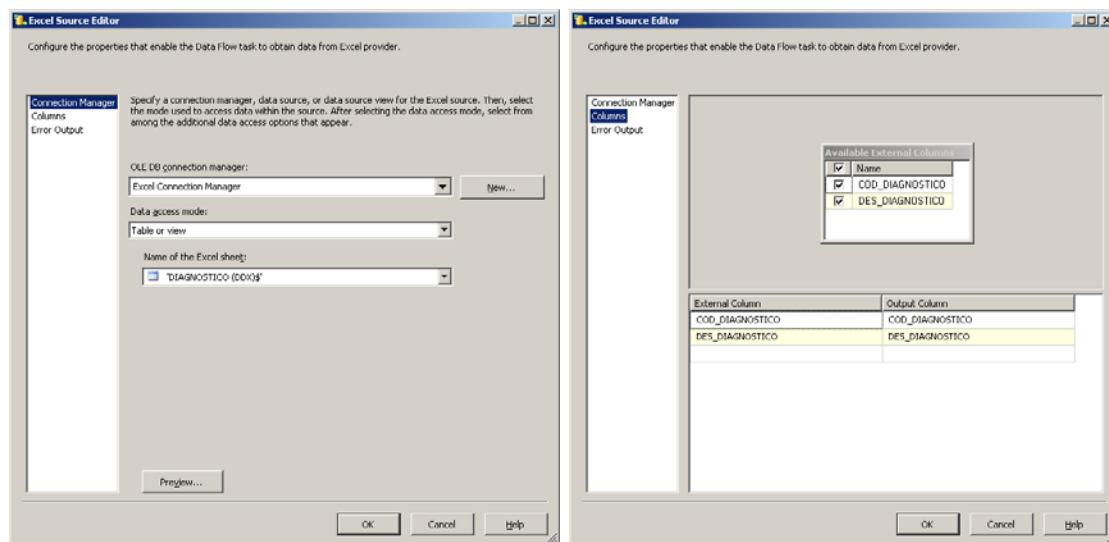 Excel Source Editor
Configure the properties that enable the Data Flow task to obtain data from Excel provider.
Connection Manager
Columns
Error Output
Specify a connection manager, data source, or data source view for the Excel source. Then, select
the mode used to access data within the source. After selecting the data access mode, select from
among the additional data access options that appear.
OLE DB connection manager:
Excel Connection Manager
New...
Data access mode:
Table or view
Name of the Excel sheet:
'DIAGNOSTICO (DDX)$'
Preview...
OK Cancel Help
Excel Source Editor
Configure the properties that enable the Data Flow task to obtain data from Excel provider.
Connection Manager
Columns
Error Output
Available External Columns
Name
COD_DIAGNOSTICO
DES_DIAGNOSTICO
External Column Output Column
COD_DIAGNOSTICO COD_DIAGNOSTICO
DES_DIAGNOSTICO DES_DIAGNOSTICO
OK Cancel Help